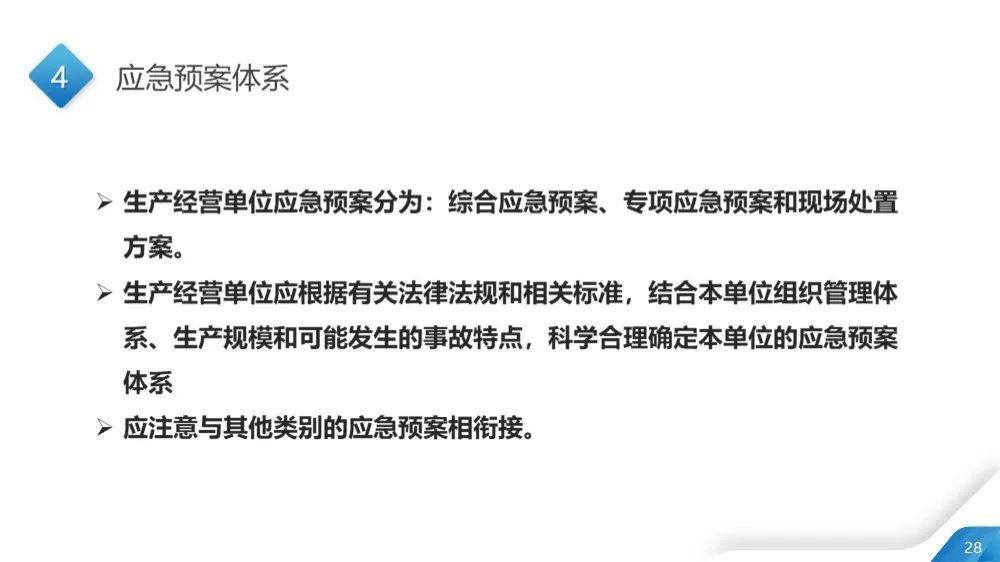 4
应急预案体系
➢ 生产经营单位应急预案分为：综合应急预案、专项应急预案和现场处置
方案。
➢ 生产经营单位应根据有关法律法规和相关标准，结合本单位组织管理体
系、生产规模和可能发生的事故特点，科学合理确定本单位的应急预案
体系
➢ 应注意与其他类别的应急预案相衔接。
28